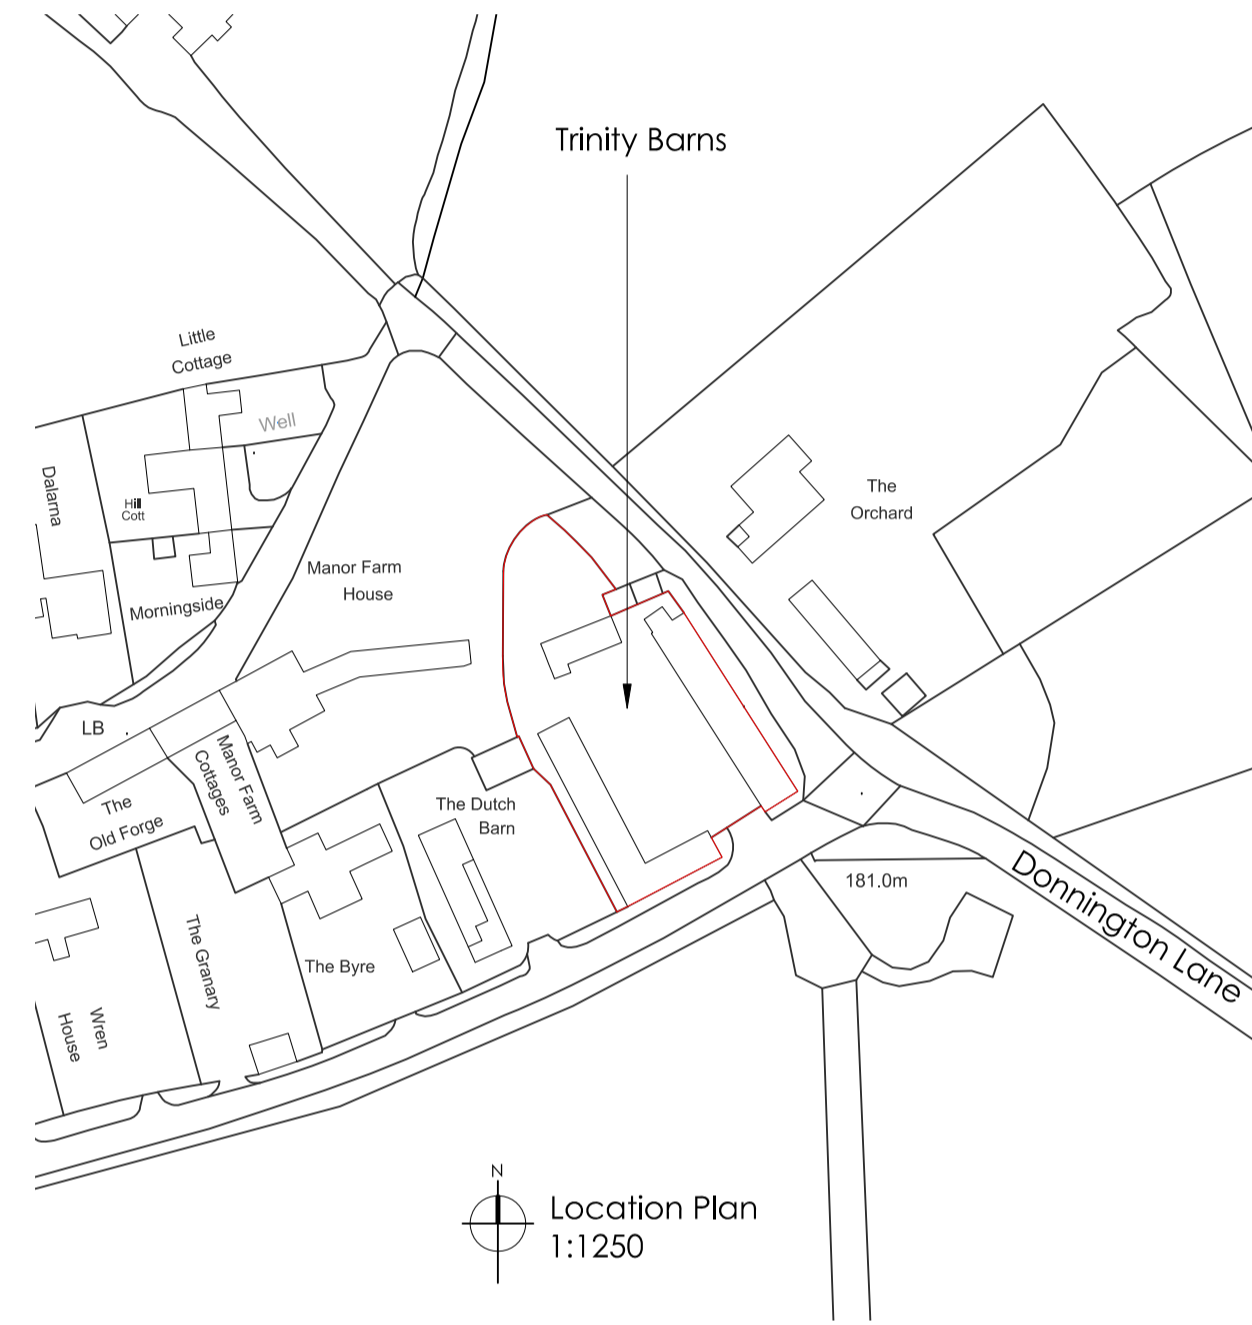 Trinity Barns
Little
Cottage
Well
Dalarna
Hill
Cott
The
Orchard
Manor Farm
House
Morningside
LB
Manor Farm
Cottages
The
Old Forge
The Dutch
Barn
181.0m
Donnington Lane
The Granary
The Byre
Wren
House
N
Location Plan
1:1250